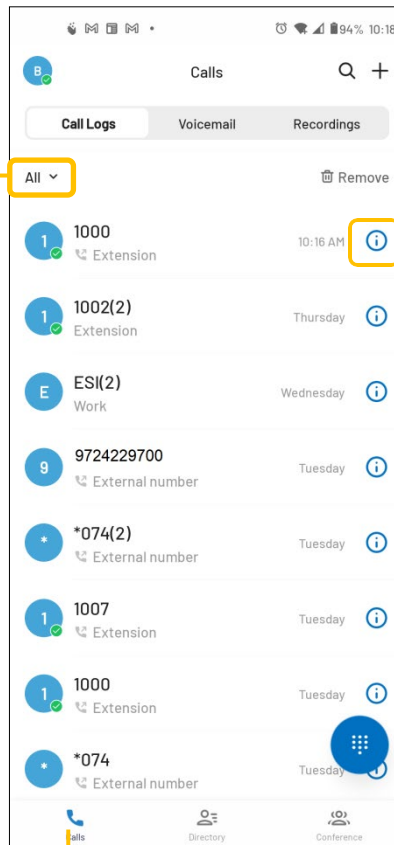 94% 10:18
B Calls
Call Logs Voicemail Recordings
All Remove
1 1000 10:16 AM
Extension
1 1002(2) Thursday
Extension
E ESI(2) Wednesday
Work
9 9724229700 Tuesday
External number
* *074(2) Tuesday
External number
1 1007 Tuesday
Extension
1 1000 Tuesday
Extension
* *074 Tuesday
External number
Calls Directory Conference